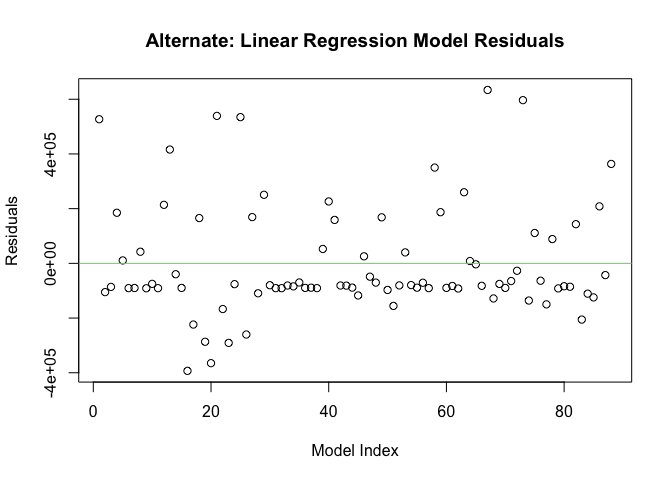 Alternate: Linear Regression Model Residuals
Residuals
4e+05
0e+00
-4e+05
0 20 40 60 80
Model Index